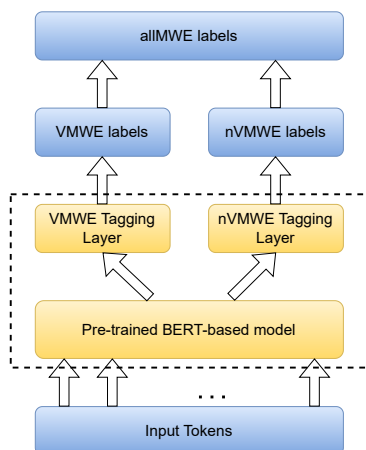 allMWE labels
VMWE labels
nVMWE labels
VMWE Tagging
Layer
nVMWE Tagging
Layer
Pre-trained BERT-based model
...
Input Tokens